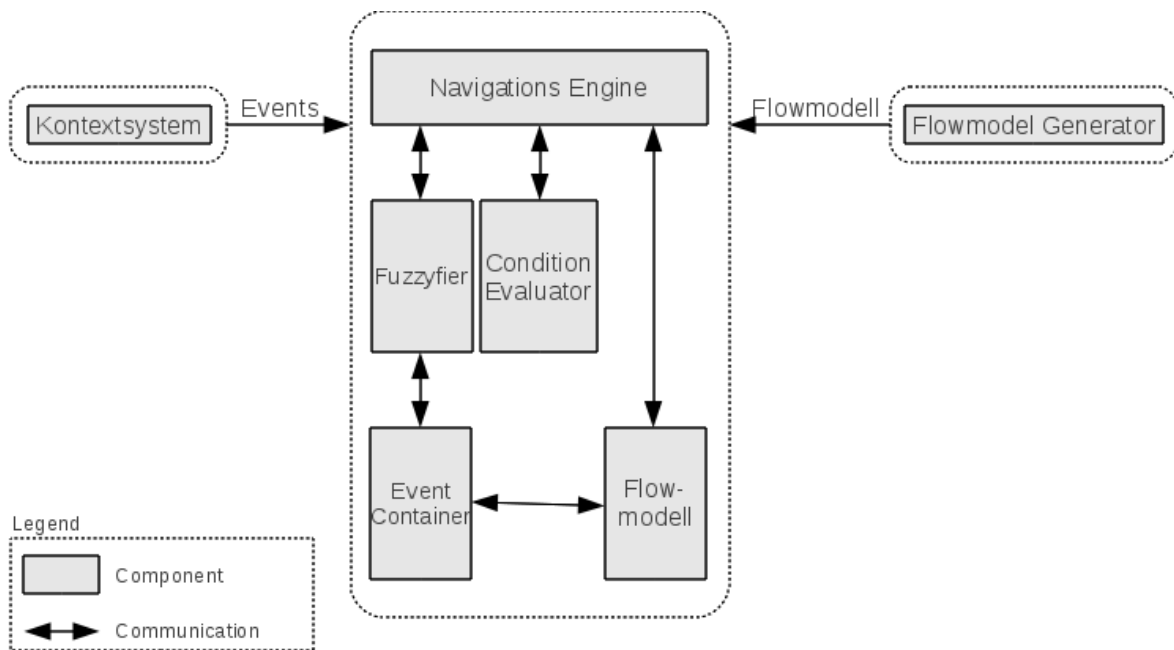 Navigations Engine
Kontextsystem
Events
Flowmodell
Flowmodel Generator
Fuzzyfier
Condition
Evaluator
Event
Container
Flow-
modell
Legend
Component
Communication